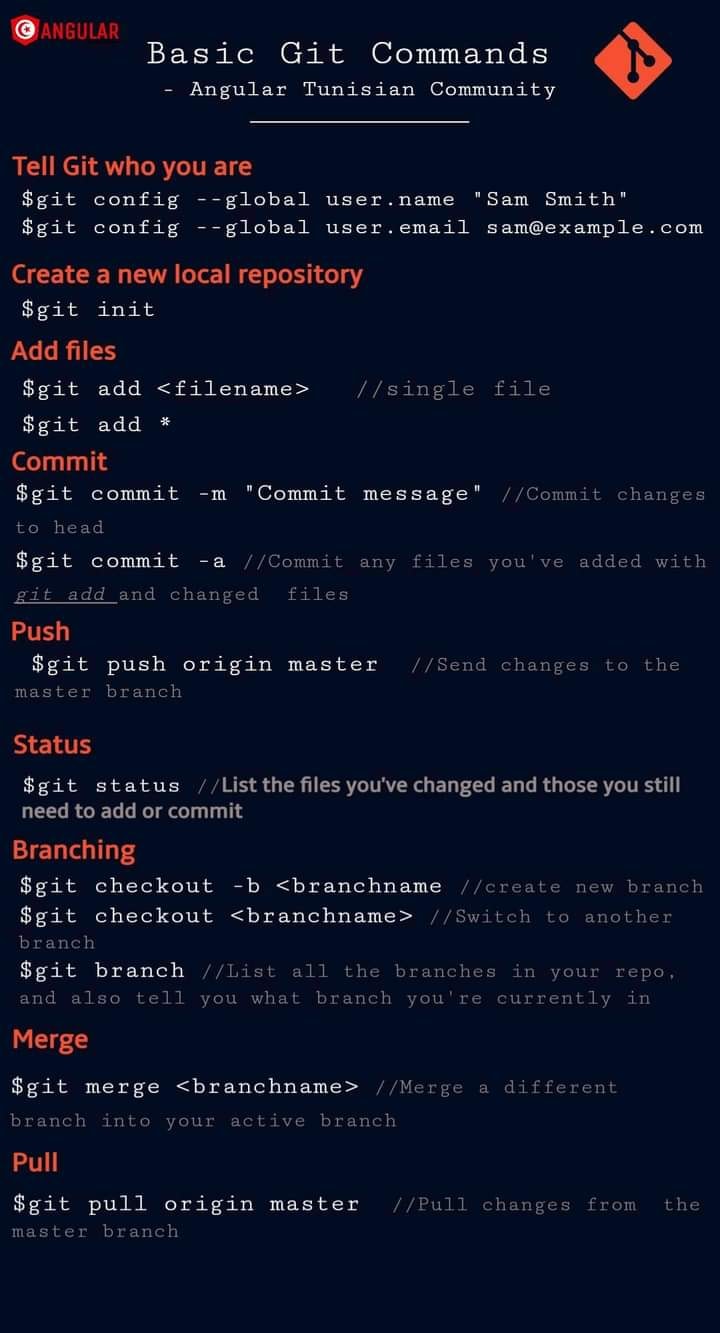 ANGULAR
Basic Git Commands
- Angular Tunisian Community
Tell Git who you are
$git config --global user.name "Sam Smith"
$git config --global user.email sam@example.com
Create a new local repository
$git init
Add files
$git add <filename> //single file
$git add *
Commit
$git commit -m "Commit message" //Commit changes
to head
$git commit -a //Commit any files you've added with
git add and changed files
Push
$git push origin master //Send changes to the
master branch
Status
$git status //List the files you've changed and those you still
need to add or commit
Branching
$git checkout -b <branchname //create new branch
$git checkout <branchname> //Switch to another
branch
$git branch //List all the branches in your repo,
and also tell you what branch you're currently in
Merge
$git merge <branchname> //Merge a different
branch into your active branch
Pull
$git pull origin master //Pull changes from the
master branch